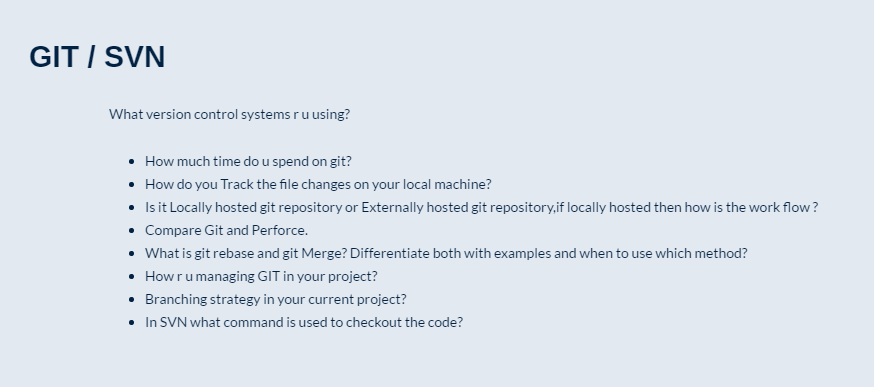 GIT / SVN
What version control systems r u using?
How much time do u spend on git?
How do you Track the file changes on your local machine?
Is it Locally hosted git repository or Externally hosted git repository,if locally hosted then how is the work flow ?
Compare Git and Perforce.
What is git rebase and git Merge? Differentiate both with examples and when to use which method?
How r u managing GIT in your project?
Branching strategy in your current project?
In SVN what command is used to checkout the code?